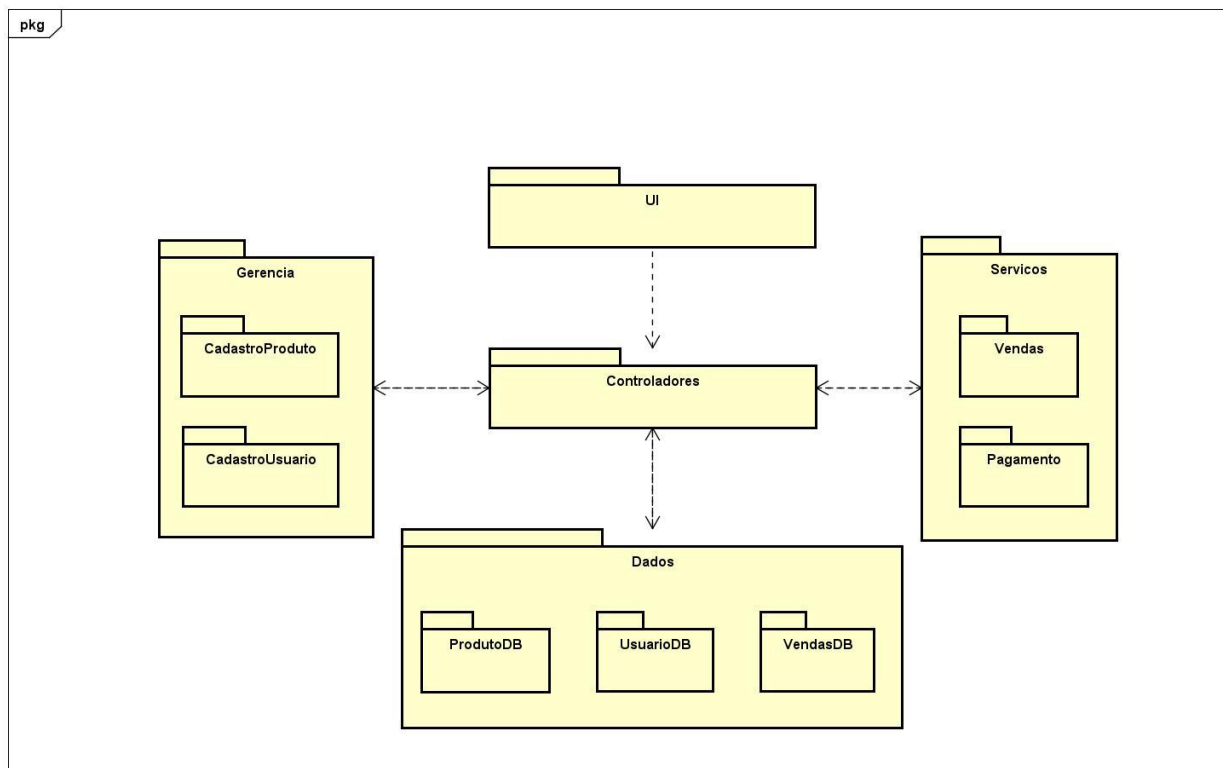 pkg
UI
Gerencia
CadastroProduto
CadastroUsuario
Controladores
Servicos
Vendas
Pagamento
Dados
ProdutoDB
UsuarioDB
VendasDB